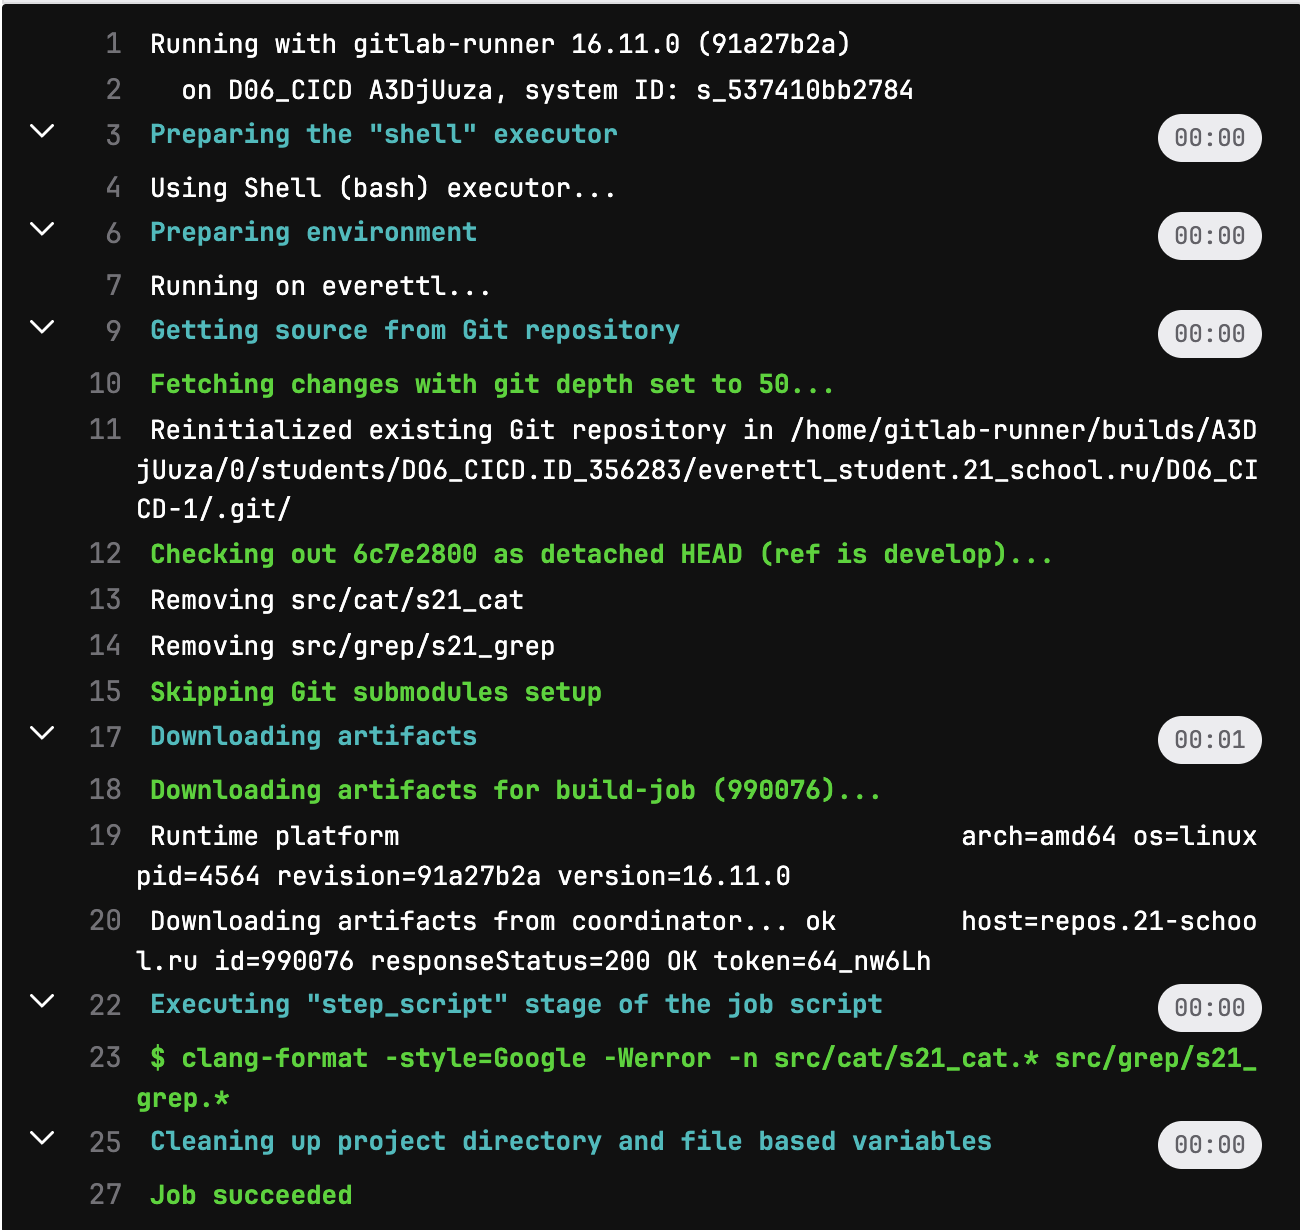 1 Running with gitlab-runner 16.11.0 (91a27b2a)
2 on D06_CICD A3DjUuza, system ID: s_537410bb2784
3 Preparing the "shell" executor 00:00
4 Using Shell (bash) executor...
6 Preparing environment 00:00
7 Running on everettl...
9 Getting source from Git repository 00:00
10 Fetching changes with git depth set to 50...
11 Reinitialized existing Git repository in /home/gitlab-runner/builds/A3D
jUuza/0/students/DO6_CICD.ID_356283/everettl_student.21_school.ru/DO6_CI
CD-1/.git/
12 Checking out 6c7e2800 as detached HEAD (ref is develop)...
13 Removing src/cat/s21_cat
14 Removing src/grep/s21_grep
15 Skipping Git submodules setup
17 Downloading artifacts 00:01
18 Downloading artifacts for build-job (990076)...
19 Runtime platform arch=amd64 os=linux
pid=4564 revision=91a27b2a version=16.11.0
20 Downloading artifacts from coordinator... ok host=repos.21-schoo
l.ru id=990076 responseStatus=200 OK token=64_nw6Lh
22 Executing "step_script" stage of the job script 00:00
23 $ clang-format -style=Google -Werror -n src/cat/s21_cat.* src/grep/s21_
grep.*
25 Cleaning up project directory and file based variables 00:00
27 Job succeeded